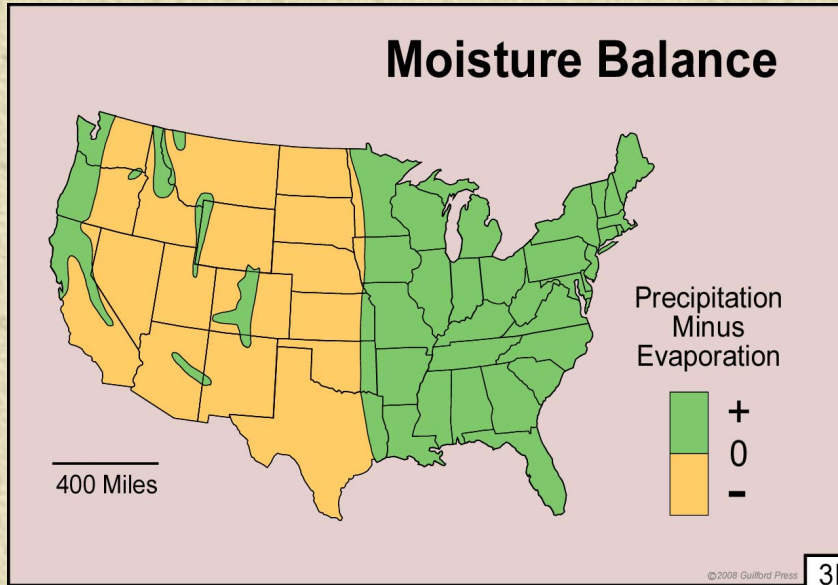 Moisture Balance
Precipitation
Minus
Evaporation
+
0
-
400 Miles
©2008 Guilford Press